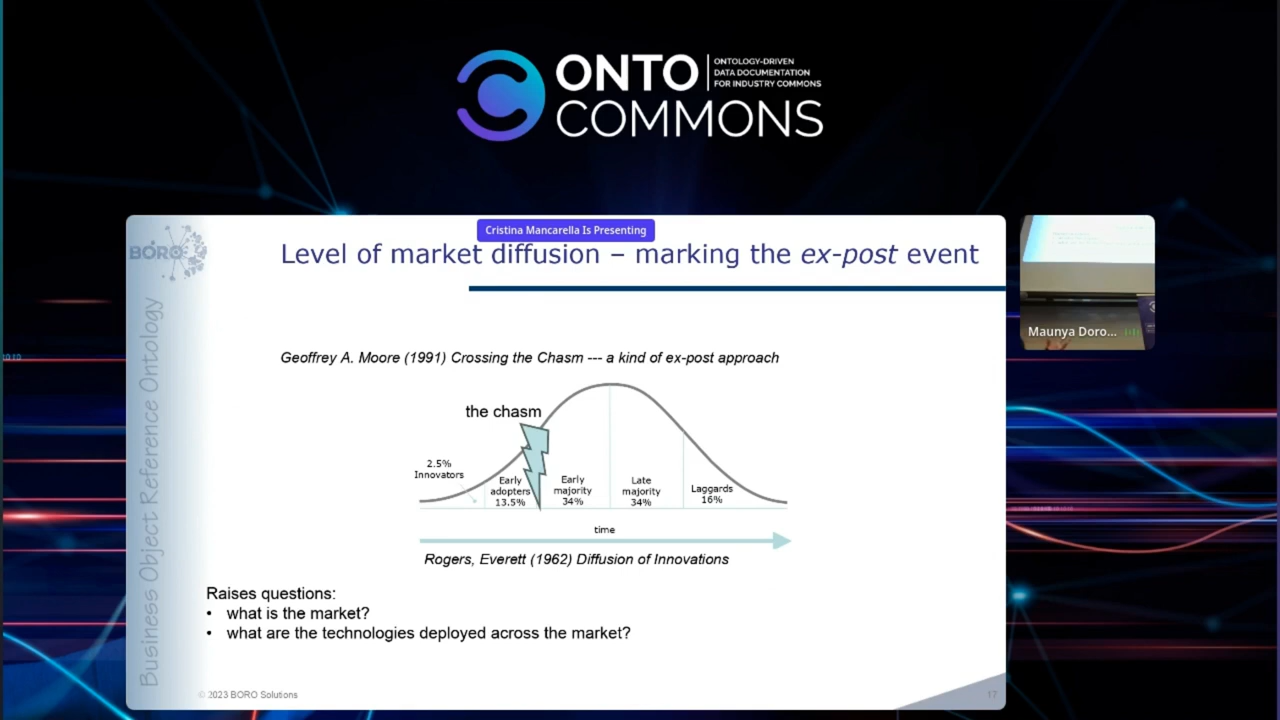 ONTO
COMMONS
ONTOLOGY-DRIVEN
DATA DOCUMENTATION
FOR INDUSTRY COMMONS
Cristina Mancarella Is Presenting
BORO
Business Object Reference Ontology
Level of market diffusion – marking the ex-post event
Geoffrey A. Moore (1991) Crossing the Chasm --- a kind of ex-post approach
the chasm
2.5%
Innovators
Early
adopters
13.5%
Early
majority
34%
Late
majority
34%
Laggards
16%
time
Rogers, Everett (1962) Diffusion of Innovations
Raises questions:
• what is the market?
• what are the technologies deployed across the market?
© 2023 BORO Solutions
17
Maunya Doro...